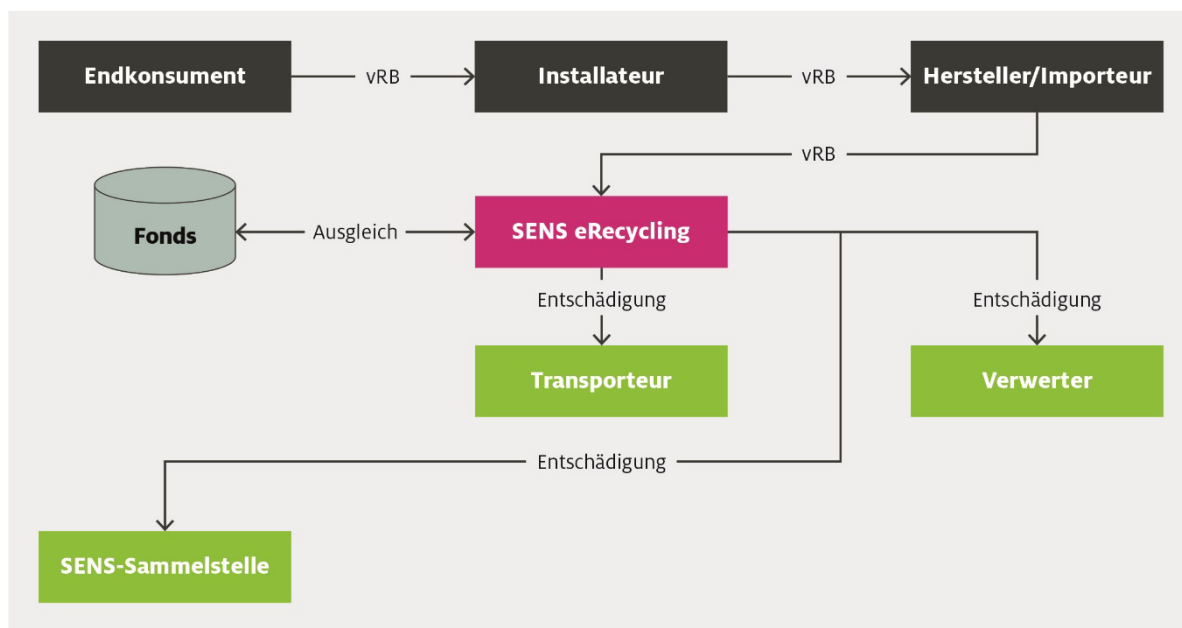 Endkonsument
vRB
Installateur
vRB
Hersteller/Importeur
vRB
Fonds
Ausgleich
SENS eRecycling
Entschädigung
Entschädigung
Transporteur
Verwerter
Entschädigung
SENS-Sammelstelle